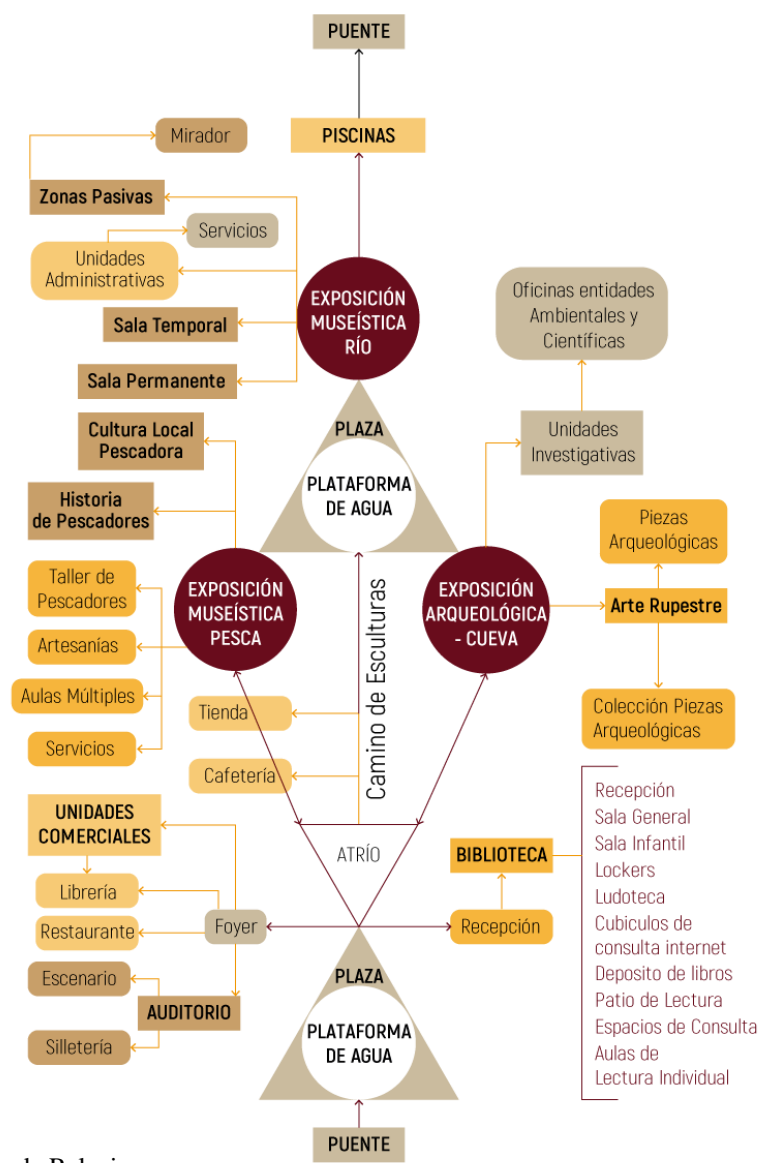 PUENTE
PISCINAS
Mirador
Zonas Pasivas
Servicios
Unidades
Administrativas
EXPOSICIÓN
MUSEÍSTICA
RÍO
Oficinas entidades
Ambientales y
Científicas
Sala Temporal
Sala Permanente
PLAZA
Cultura Local
Pescadora
Unidades
Investigativas
PLATAFORMA
DE AGUA
Historia
de Pescadores
Piezas
Arqueológicas
Taller de
Pescadores
EXPOSICIÓN
MUSEÍSTICA
PESCA
Camino de Esculturas
EXPOSICIÓN
ARQUEOLÓGICA
- CUEVA
Arte Rupestre
Artesanías
Aulas Múltiples
Servicios
Tienda
Cafetería
Colección Piezas
Arqueológicas
UNIDADES
COMERCIALES
ATRÍO
BIBLIOTECA
Recepción
Sala General
Sala Infantil
Lockers
Ludoteca
Cubiculos de
consulta internet
Deposito de libros
Patio de Lectura
Espacios de Consulta
Aulas de
Lectura Individual
Librería
Restaurante
Foyer
Recepción
Escenario
AUDITORIO
Silletería
PLAZA
PLATAFORMA
DE AGUA
PUENTE